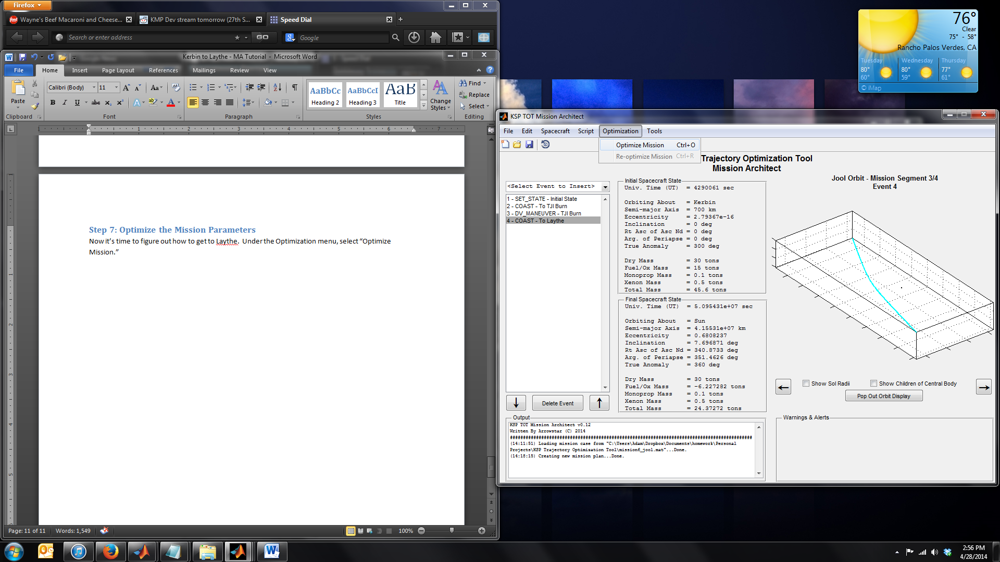 Firefox
Wayne's Beef Macaroni and Cheese...
KMP Dev stream tomorrow (27th S...
Speed Dial
Search or enter address
GO
Google
Kerbin to Laythe - MA Tutorial - Microsoft Word
File Home Insert Page Layout References Mailings Review View
Paste
Calibri (Body) 11
AaBbCc AaBbCcI AaB
Heading 2 Heading 3 Title
Change Styles
Find
Replace
Select
Clipboard Font Paragraph Styles Editing
Step 7: Optimize the Mission Parameters
Now it's time to figure out how to get to Laythe. Under the Optimization menu, select "Optimize
Mission."
Page: 11 of 11 Words: 1,549 100%
76°
Clear
75° - 58°
Rancho Palos Verdes, CA
Tuesday Wednesday Thursday
80° 80° 77°
60° 59° 61°
© iMap
KSP TOT Mission Architect
File Edit Spacecraft Script Optimization Tools
Optimize Mission Ctrl+O
Re-optimize Mission Ctrl+R
Trajectory Optimization Tool
Mission Architect
<Select Event to Insert>
1 - SET_STATE - Initial State
2 - COAST - To TJI Burn
3 - DV_MANEUVER - TJI Burn
4 - COAST - To Laythe
Delete Event
Initial Spacecraft State
Univ. Time (UT) = 4290061 sec
Orbiting About = Kerbin
Semi-major Axis = 700 km
Eccentricity = 2.79367e-16
Inclination = 0 deg
Rt Asc of Asc Nd = 0 deg
Arg. of Periapse = 0 deg
True Anomaly = 300 deg
Dry Mass = 30 tons
Fuel/Ox Mass = 15 tons
Monoprop Mass = 0.1 tons
Xenon Mass = 0.5 tons
Total Mass = 45.6 tons
Final Spacecraft State
Univ. Time (UT) = 5.095431e+07 sec
Orbiting About = Sun
Semi-major Axis = 4.15531e+07 km
Eccentricity = 0.6808237
Inclination = 7.696871 deg
Rt Asc of Asc Nd = 340.8733 deg
Arg. of Periapse = 351.4626 deg
True Anomaly = 360 deg
Dry Mass = 30 tons
Fuel/Ox Mass = -6.227282 tons
Monoprop Mass = 0.1 tons
Xenon Mass = 0.5 tons
Total Mass = 24.37272 tons
Jool Orbit - Mission Segment 3/4
Event 4
Show Sol Radii
Show Children of Central Body
Pop Out Orbit Display
Output
KSP TOT Mission Architect v0.12
Written By Arrowstar (C) 2014
(14:11:51) Loading mission case from "C:\Users\Adam\Dropbox\Documents\homework\Personal
Projects\KSP Trajectory Optimization Tool\mission6_jool.mat"...Done.
(14:18:15) Creating new mission plan...Done.
Warnings & Alerts
2:56 PM
4/28/2014